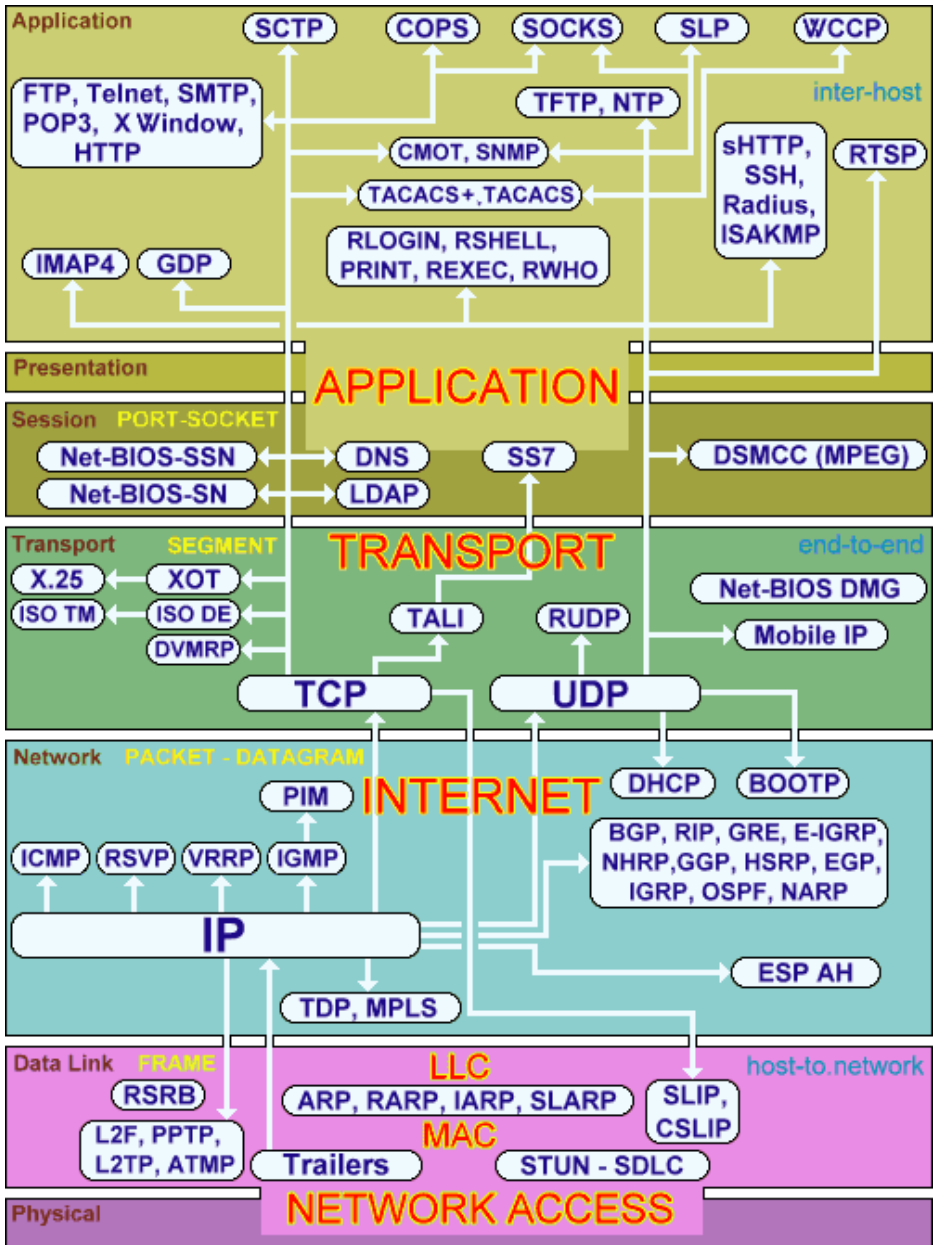 Application
SCTP
COPS
SOCKS
SLP
WCCP
FTP, Telnet, SMTP,
POP3, X Window,
HTTP
TFTP, NTP
inter-host
CMOT, SNMP
sHTTP,
SSH,
Radius,
ISAKMP
RTSP
TACACS+,TACACS
RLOGIN, RSHELL,
PRINT, REXEC, RWHO
IMAP4
GDP
Presentation
APPLICATION
Session
PORT-SOCKET
Net-BIOS-SSN
DNS
SS7
DSMCC (MPEG)
Net-BIOS-SN
LDAP
Transport
SEGMENT
TRANSPORT
end-to-end
X.25
XOT
Net-BIOS DMG
ISO TM
ISO DE
TALI
RUDP
Mobile IP
DVMRP
TCP
UDP
Network
PACKET - DATAGRAM
INTERNET
DHCP
BOOTP
PIM
ICMP
RSVP
VRRP
IGMP
BGP, RIP, GRE, E-IGRP,
NHRP,GGP, HSRP, EGP,
IGRP, OSPF, NARP
IP
ESP AH
TDP, MPLS
Data Link
FRAME
LLC
host-to.network
RSRB
ARP, RARP, IARP, SLARP
SLIP,
CSLIP
MAC
L2F, PPTP,
L2TP, ATMP
Trailers
STUN - SDLC
NETWORK ACCESS
Physical